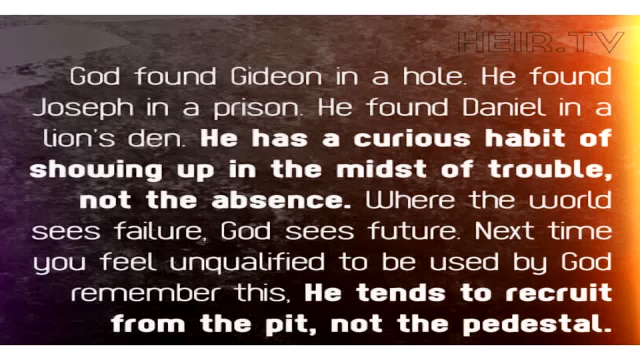 HEIR.TV
God found Gideon in a hole. He found
Joseph in a prison. He found Daniel in a
lion's den. He has a curious habit of
showing up in the midst of trouble,
not the absence. Where the world
sees failure, God sees future. Next time
you feel unqualified to be used by God
remember this, He tends to recruit
from the pit, not the pedestal.